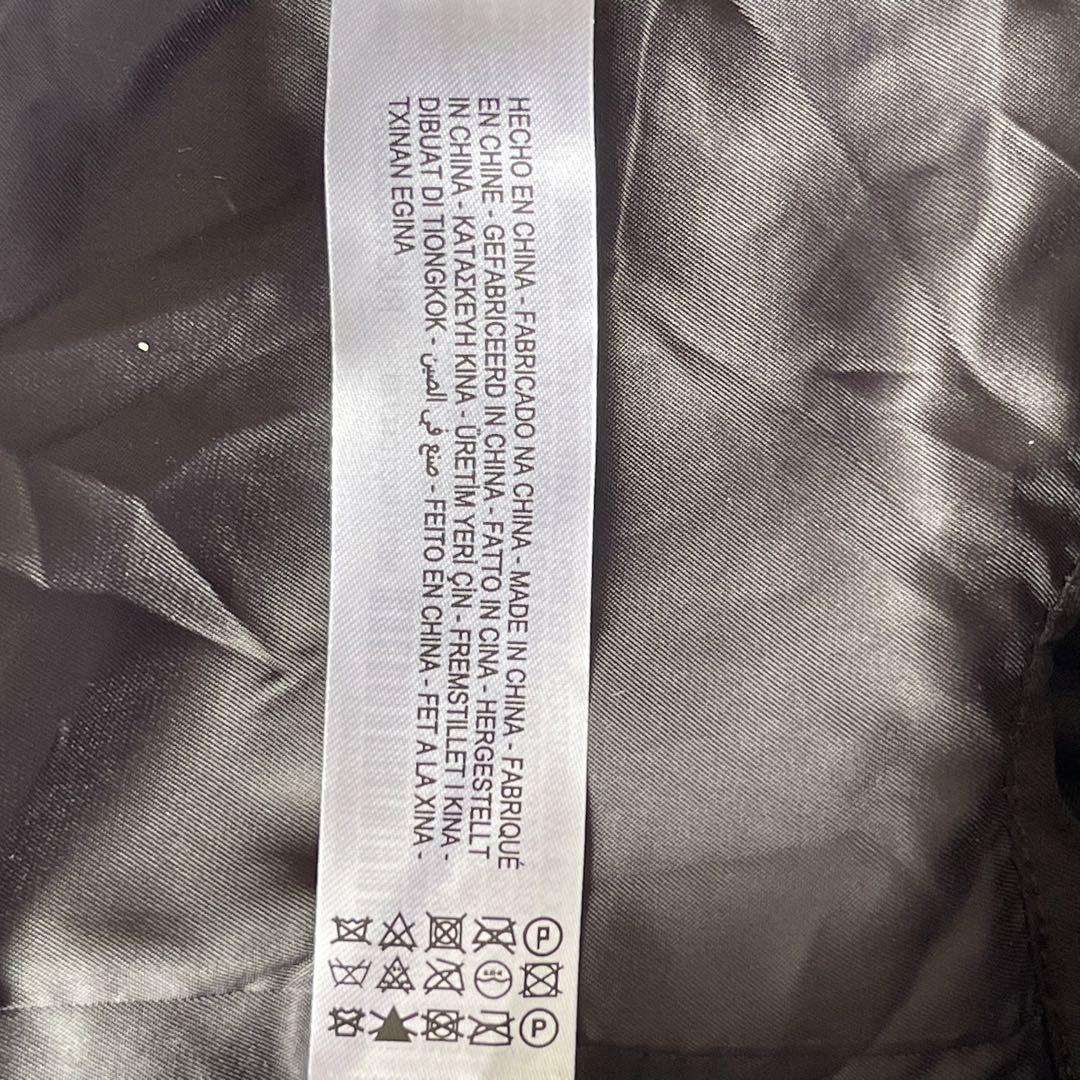 HECHO EN CHINA - FABRICADO NA CHINA - MADE IN CHINA - FABRIQUÉ
EN CHINE - GEFABRICEERD IN CHINA - FATTO IN CINA - HERGESTELLT
IN CHINA - ΚΑΤΑΣΚΕΥΗ ΚΙΝΑ - ÜRETİM YERİ ÇİN - FREMSTILLET I KINA -
DIBUAT DI TIONGKOK - صنع في الصين - FEITO EN CHINA - FET A LA XINA -
TXINAN EGINA
P
P